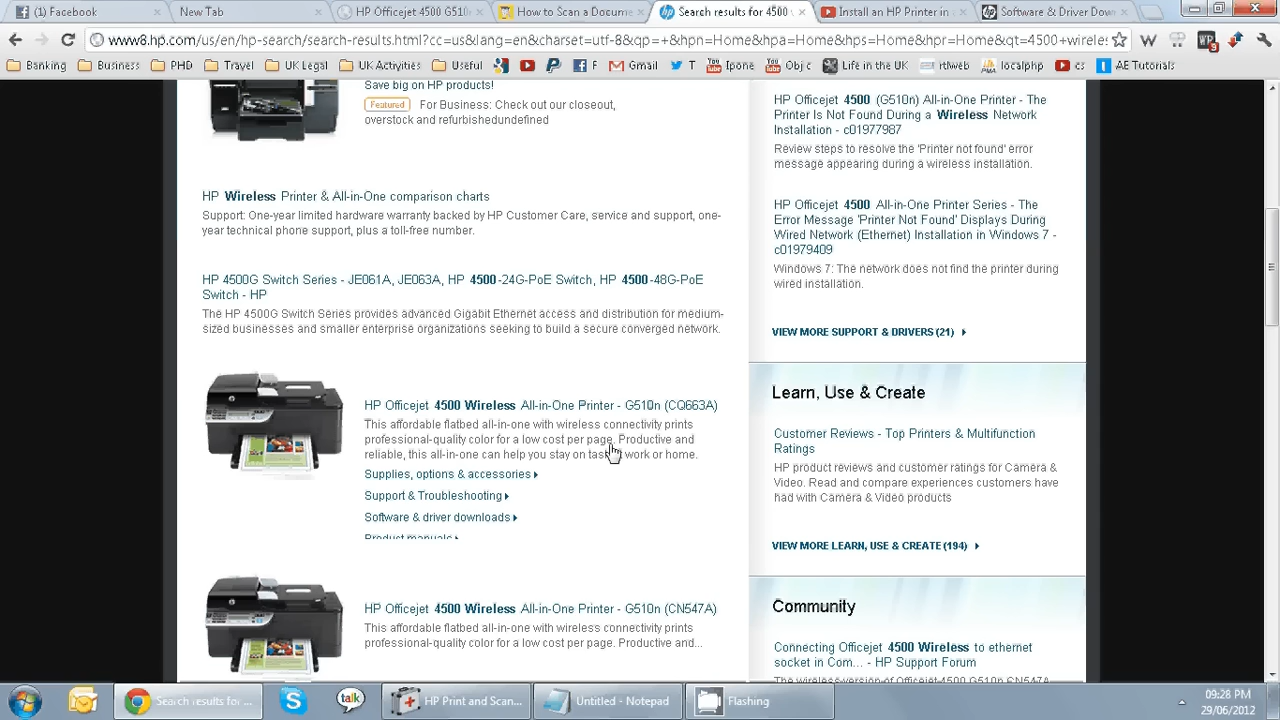 Facebook
New Tab
HP Officejet 4500 G510
How to Scan a Docume
Search results for 4500
Install an HP Printer in
Software & Driver Dow
www8.hp.com/us/en/hp-search/search-results.html?cc=us&lang=en&charset=utf-8&qp=+&hpn=Home&hpa=Home&hps=Home&hpr=Home&qt=4500+wireles
Banking
Business
PHD
Travel
UK Legal
UK Activities
Useful
F
Gmail
T
Ipone
Obj c
Life in the UK
rtlweb
localphp
cs
AE Tutorials
Save big on HP products!
Featured For Business: Check out our closeout,
overstock and refurbishedundefined
HP Wireless Printer & All-in-One comparison charts
Support: One-year limited hardware warranty backed by HP Customer Care, service and support, one-
year technical phone support, plus a toll-free number.
HP 4500G Switch Series - JE061A, JE063A, HP 4500-24G-PoE Switch, HP 4500-48G-PoE
Switch - HP
The HP 4500G Switch Series provides advanced Gigabit Ethernet access and distribution for medium-
sized businesses and smaller enterprise organizations seeking to build a secure converged network.
HP Officejet 4500 Wireless All-in-One Printer - G510n (CQ663A)
This affordable flatbed all-in-one with wireless connectivity prints
professional-quality color for a low cost per page. Productive and
reliable, this all-in-one can help you stay on task work or home.
Supplies, options & accessories
Support & Troubleshooting
Software & driver downloads
Product manuals
HP Officejet 4500 Wireless All-in-One Printer - G510n (CN547A)
This affordable flatbed all-in-one with wireless connectivity prints
professional-quality color for a low cost per page. Productive and...
HP Officejet 4500 (G510n) All-in-One Printer - The
Printer Is Not Found During a Wireless Network
Installation - c01977987
Review steps to resolve the 'Printer not found' error
message appearing during a wireless installation.
HP Officejet 4500 All-in-One Printer Series - The
Error Message 'Printer Not Found' Displays During
Wired Network (Ethernet) Installation in Windows 7 -
c01979409
Windows 7: The network does not find the printer during
wired installation.
VIEW MORE SUPPORT & DRIVERS (21)
Learn, Use & Create
Customer Reviews - Top Printers & Multifunction
Ratings
HP product reviews and customer ratings for Camera &
Video. Read and compare experiences customers have
had with Camera & Video products
VIEW MORE LEARN, USE & CREATE (194)
Community
Connecting Officejet 4500 Wireless to ethernet
socket in Com... - HP Support Forum
The wireless version of Officejet 4500 G510n CN547A
Search results for ...
talk
HP Print and Scan...
Untitled - Notepad
Flashing
09:28 PM
29/06/2012